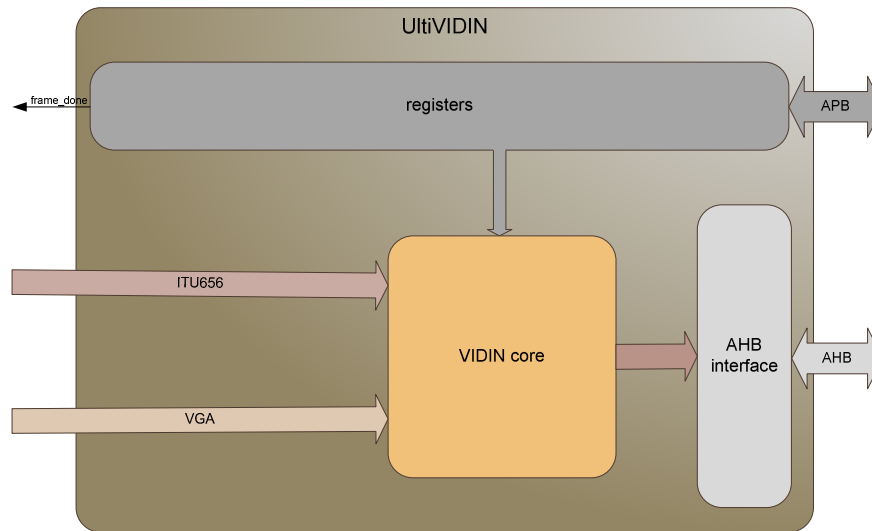 UltiVIDIN
frame_done
registers
APB
ITU656
VIDIN core
AHB
interface
AHB
VGA